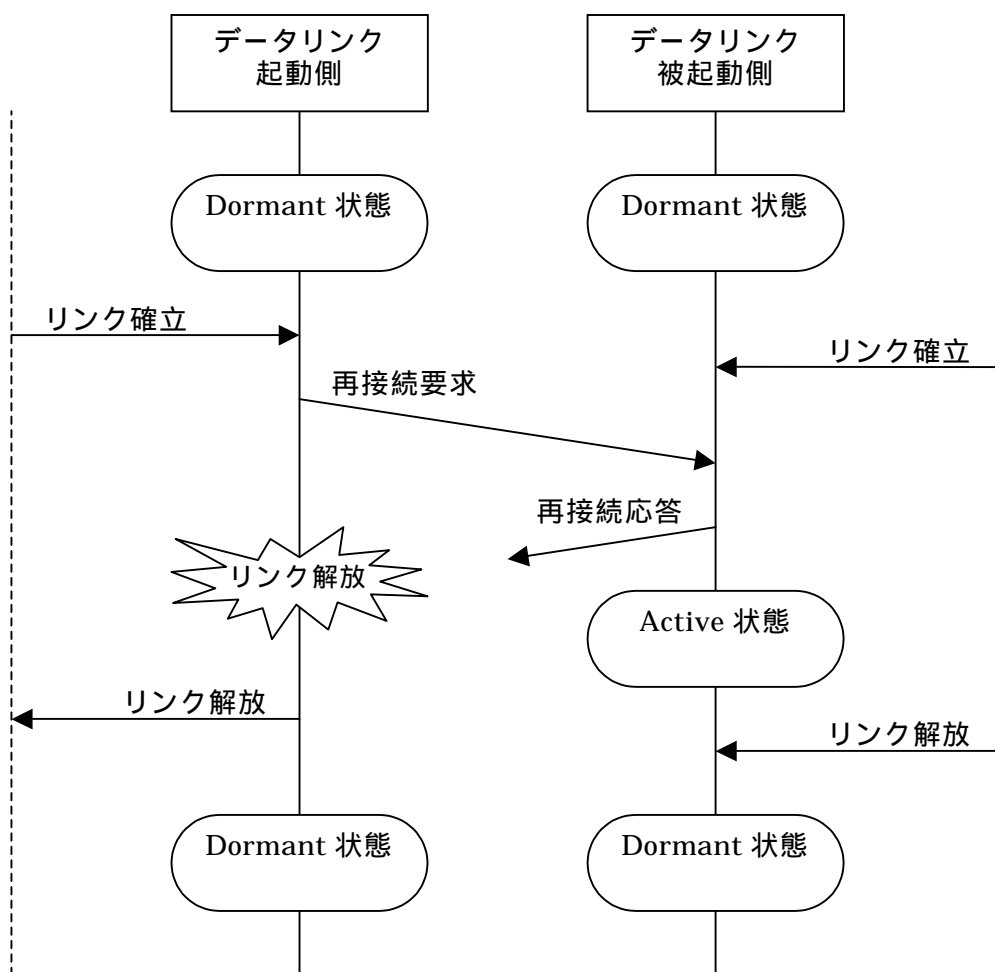 データリンク
起動側
データリンク
被起動側
Dormant 状態
Dormant 状態
リンク確立
リンク確立
再接続要求
再接続応答
リンク解放
Active 状態
リンク解放
リンク解放
Dormant 状態
Dormant 状態